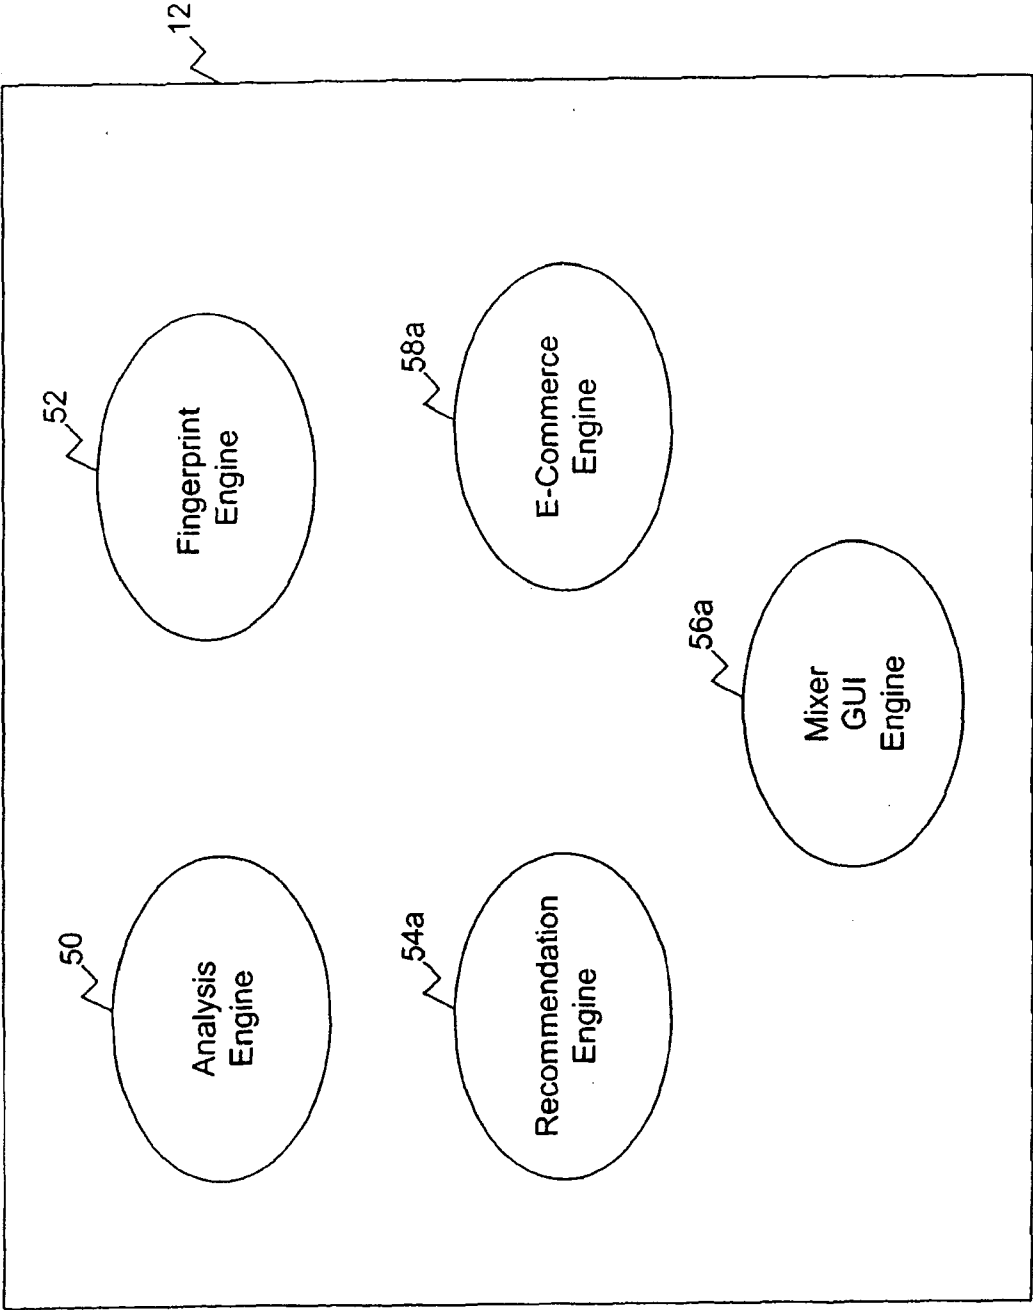 12
50
Analysis
Engine
52
Fingerprint
Engine
54a
Recommendation
Engine
58a
E-Commerce
Engine
56a
Mixer
GUI
Engine